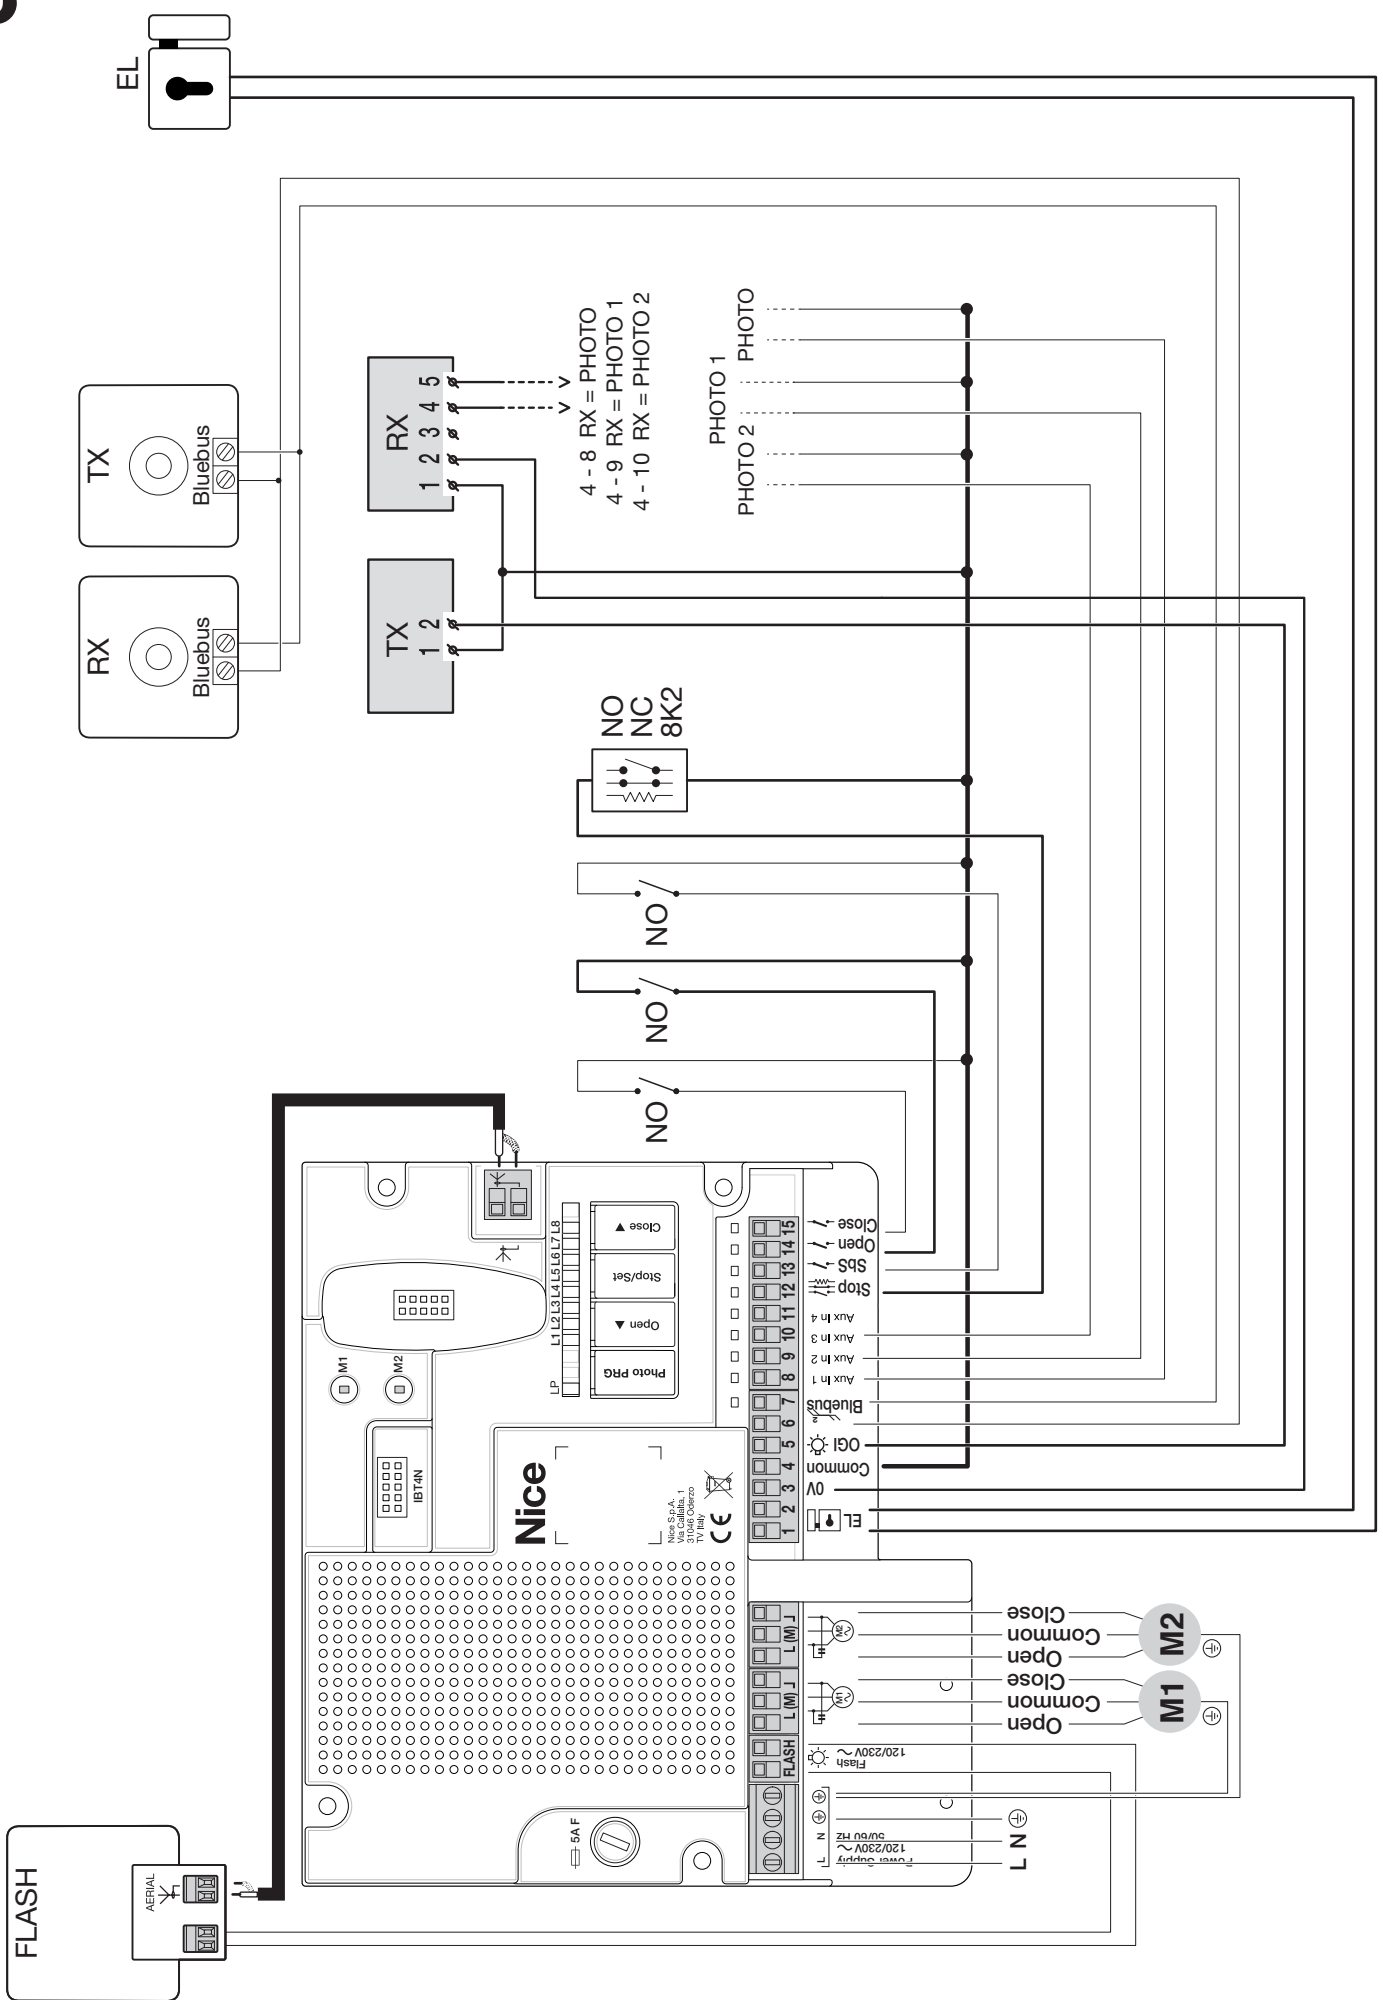 EL
TX
Bluebus
RX
Bluebus
RX
1 2 3 4 5
TX
1 2
4 - 8 RX = PHOTO
4 - 9 RX = PHOTO 1
4 - 10 RX = PHOTO 2
PHOTO 2
PHOTO 1
PHOTO
NO
NC
8K2
NO
NO
NO
M1
M2
IBT4N
LP
L1 L2 L3 L4 L5 L6 L7 L8
Photo PRG
Open ▲
Stop/Set
Close ▼
Nice
Nice S.p.A.
Via Callalta, 1
31046 Oderzo
TV Italy
CE
5A F
1 2 3 4 5 6 7 8 9 10 11 12 13 14 15
EL
0V
Common
OGI
2
Bluebus
Aux In 1
Aux In 2
Aux In 3
Aux In 4
Stop
SbS
Open
Close
FLASH
L (M)
L (M)
M1
M2
Flash
120/230V
Power Supply
120/230V
50/60 Hz
L N
L N
Open
Common
Close
Open
Common
Close
M1
M2
FLASH
AERIAL